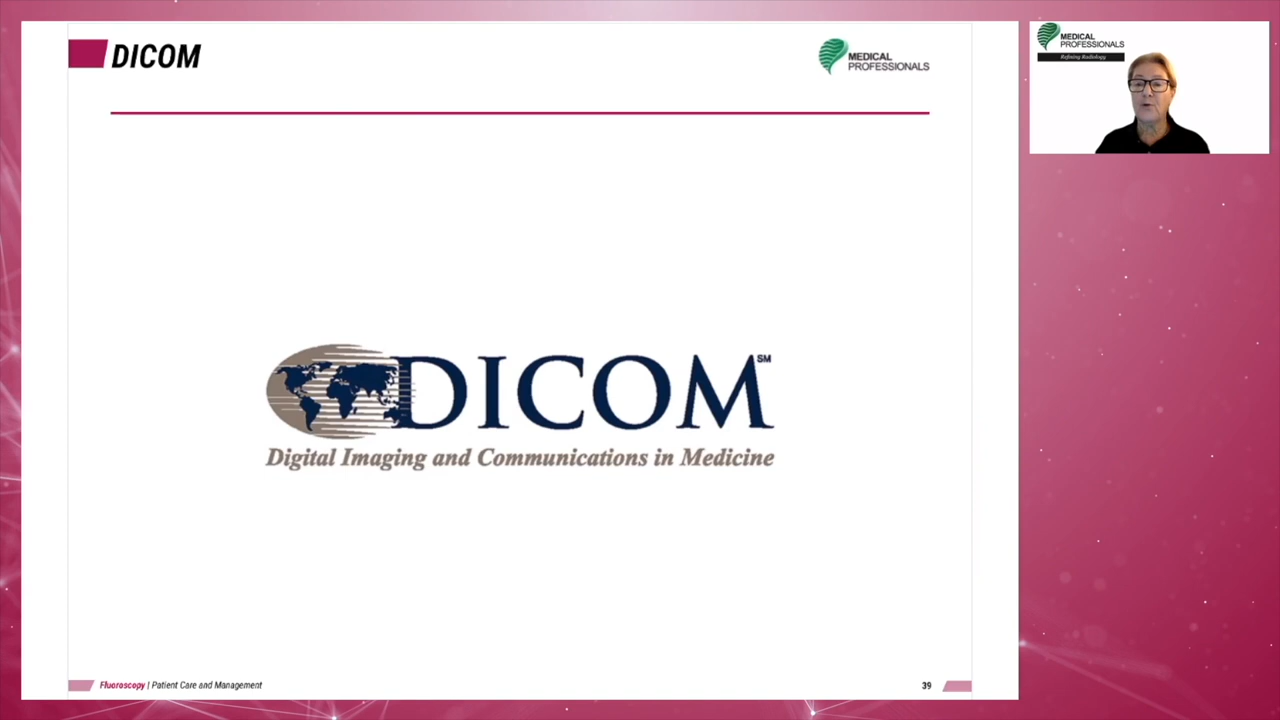 DICOM
MEDICAL
PROFESSIONALS
MEDICAL
PROFESSIONALS
Refining Radiology
DICOM SM
Digital Imaging and Communications in Medicine
Fluoroscopy | Patient Care and Management
39